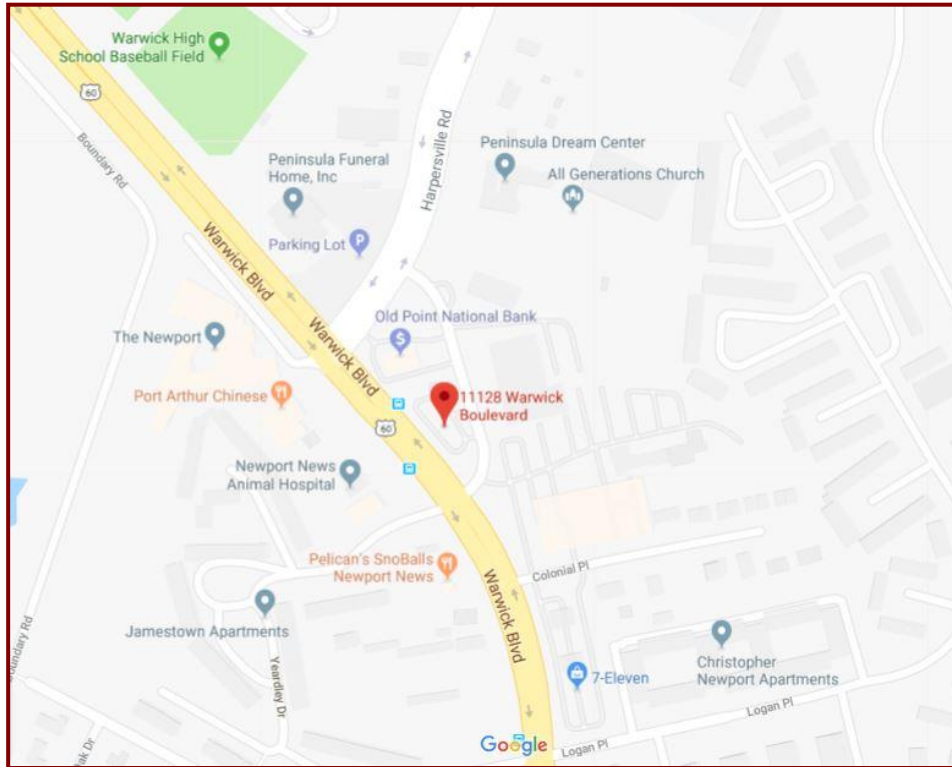 Warwick High
School Baseball Field
60
Boundary Rd
Harpersville Rd
Peninsula Dream Center
Peninsula Funeral
Home, Inc
All Generations Church
Warwick Blvd
Parking Lot
P
Old Point National Bank
$
The Newport
Warwick Blvd
Port Arthur Chinese
11128 Warwick
Boulevard
60
Newport News
Animal Hospital
Pelican's SnoBalls
Newport News
Colonial Pl
Warwick Blvd
Jamestown Apartments
Boundary Rd
Yeardley Dr
7-Eleven
Christopher
Newport Apartments
Logan Pl
Google
Logan Pl